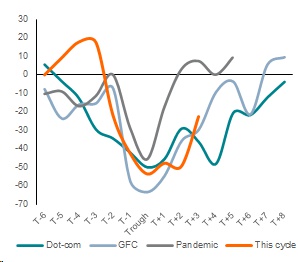 30
20
10
0
-10
-20
-30
-40
-50
-60
-70
T-6
T-5
T-4
T-3
T-2
T-1
Trough
T+1
T+2
T+3
T+4
T+5
T+6
T+7
T+8
Dot-com GFC Pandemic This cycle